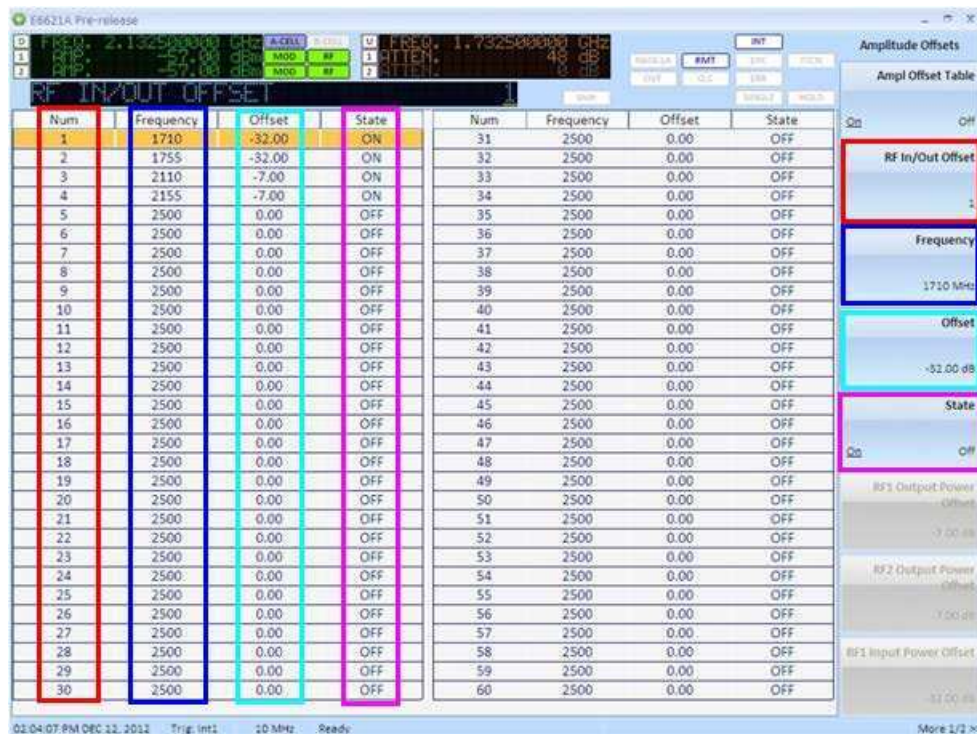 E6621A Pre-release
D FREQ. 2.132500000 GHz A-CELL
U FREQ. 1.732500000 GHz
INT
1 AMP. -57.00 dBm MOD RF
1 ATTEN. 48 dB
RMT
2 AMP. -57.00 dBm MOD RF
2 ATTEN. 0 dB
RF IN/OUT OFFSET 1
Num Frequency Offset State Num Frequency Offset State
1 1710 -32.00 ON 31 2500 0.00 OFF
2 1755 -32.00 ON 32 2500 0.00 OFF
3 2110 -7.00 ON 33 2500 0.00 OFF
4 2155 -7.00 ON 34 2500 0.00 OFF
5 2500 0.00 OFF 35 2500 0.00 OFF
6 2500 0.00 OFF 36 2500 0.00 OFF
7 2500 0.00 OFF 37 2500 0.00 OFF
8 2500 0.00 OFF 38 2500 0.00 OFF
9 2500 0.00 OFF 39 2500 0.00 OFF
10 2500 0.00 OFF 40 2500 0.00 OFF
11 2500 0.00 OFF 41 2500 0.00 OFF
12 2500 0.00 OFF 42 2500 0.00 OFF
13 2500 0.00 OFF 43 2500 0.00 OFF
14 2500 0.00 OFF 44 2500 0.00 OFF
15 2500 0.00 OFF 45 2500 0.00 OFF
16 2500 0.00 OFF 46 2500 0.00 OFF
17 2500 0.00 OFF 47 2500 0.00 OFF
18 2500 0.00 OFF 48 2500 0.00 OFF
19 2500 0.00 OFF 49 2500 0.00 OFF
20 2500 0.00 OFF 50 2500 0.00 OFF
21 2500 0.00 OFF 51 2500 0.00 OFF
22 2500 0.00 OFF 52 2500 0.00 OFF
23 2500 0.00 OFF 53 2500 0.00 OFF
24 2500 0.00 OFF 54 2500 0.00 OFF
25 2500 0.00 OFF 55 2500 0.00 OFF
26 2500 0.00 OFF 56 2500 0.00 OFF
27 2500 0.00 OFF 57 2500 0.00 OFF
28 2500 0.00 OFF 58 2500 0.00 OFF
29 2500 0.00 OFF 59 2500 0.00 OFF
30 2500 0.00 OFF 60 2500 0.00 OFF
Amplitude Offsets
Ampl Offset Table
On Off
RF In/Out Offset
1
Frequency
1710 MHz
Offset
-32.00 dB
State
On Off
RF1 Output Power
Offset
-7.00 dB
RF2 Output Power
Offset
-7.00 dB
RF1 Input Power Offset
-32.00 dB
02:04:07 PM DEC 12, 2012 Trig: Int1 10 MHz Ready
More 1/2 >